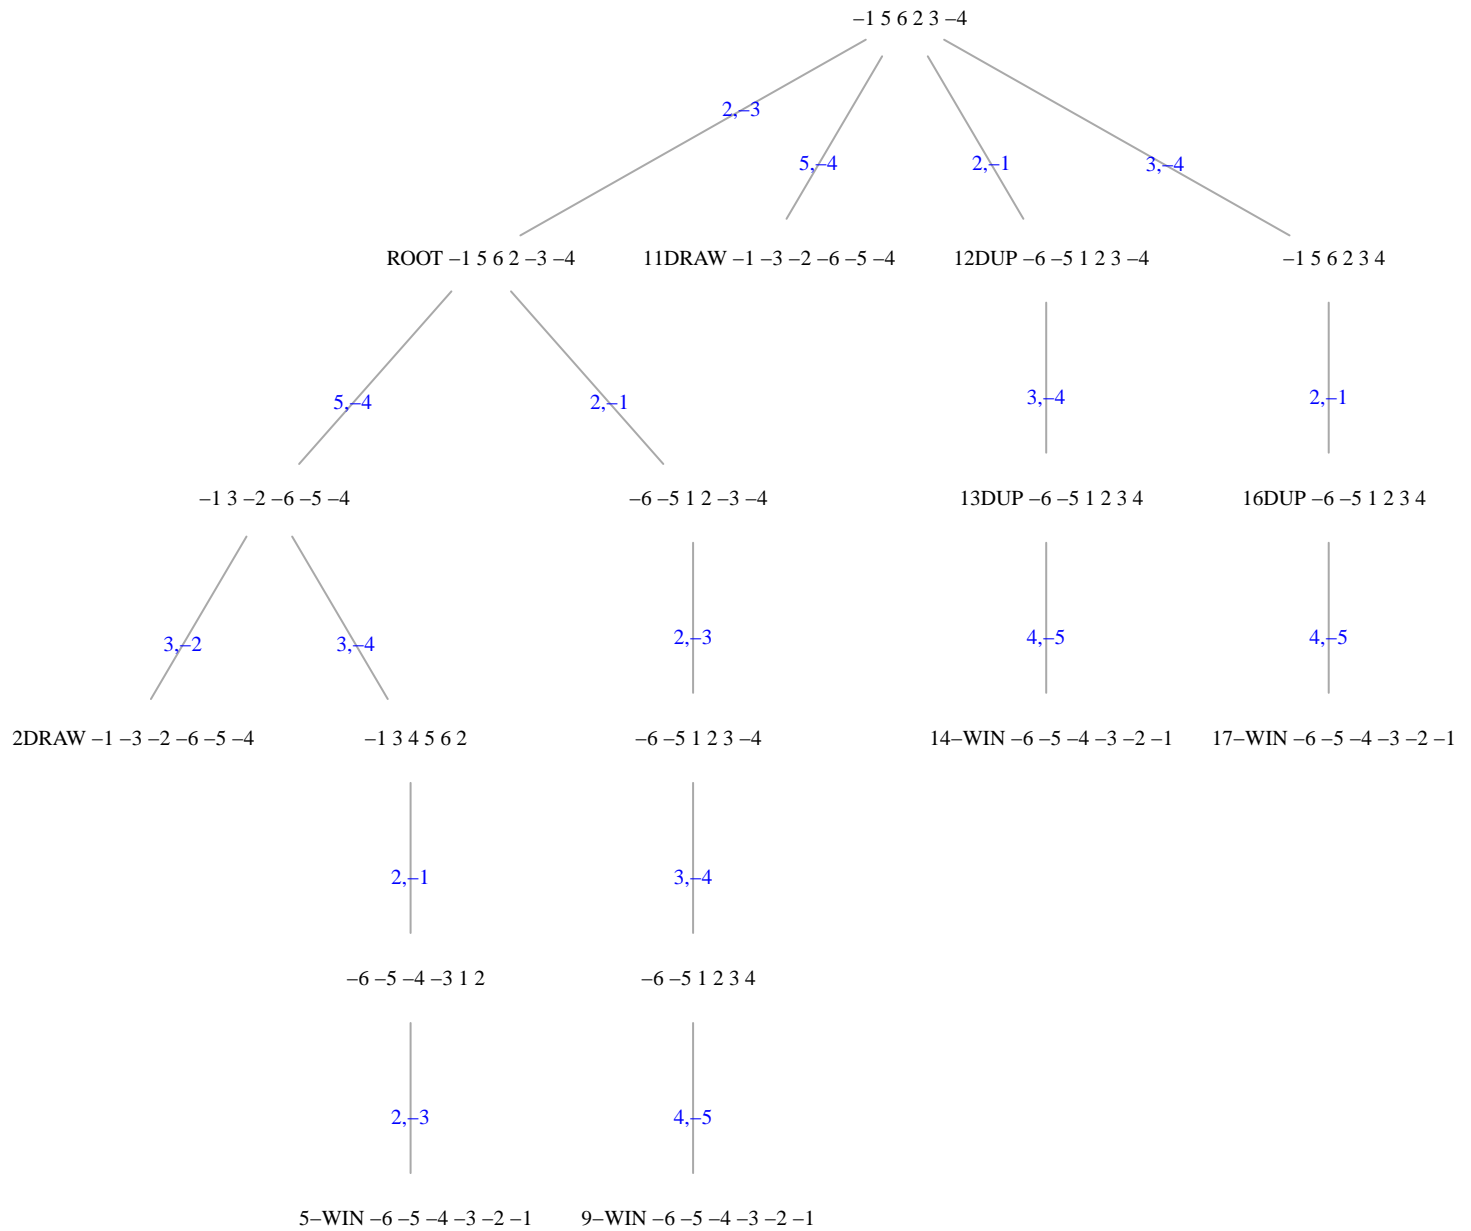 –1 5 6 2 3 –4
2,–3
5,–4
2,–1
3,–4
ROOT –1 5 6 2 –3 –4
11DRAW –1 –3 –2 –6 –5 –4
12DUP –6 –5 1 2 3 –4
–1 5 6 2 3 4
5,–4
2,–1
3,–4
2,–1
–1 3 –2 –6 –5 –4
–6 –5 1 2 –3 –4
13DUP –6 –5 1 2 3 4
16DUP –6 –5 1 2 3 4
3,–2
3,–4
2,–3
4,–5
4,–5
2DRAW –1 –3 –2 –6 –5 –4
–1 3 4 5 6 2
–6 –5 1 2 3 –4
14–WIN –6 –5 –4 –3 –2 –1
17–WIN –6 –5 –4 –3 –2 –1
2,–1
3,–4
–6 –5 –4 –3 1 2
–6 –5 1 2 3 4
2,–3
4,–5
5–WIN –6 –5 –4 –3 –2 –1
9–WIN –6 –5 –4 –3 –2 –1